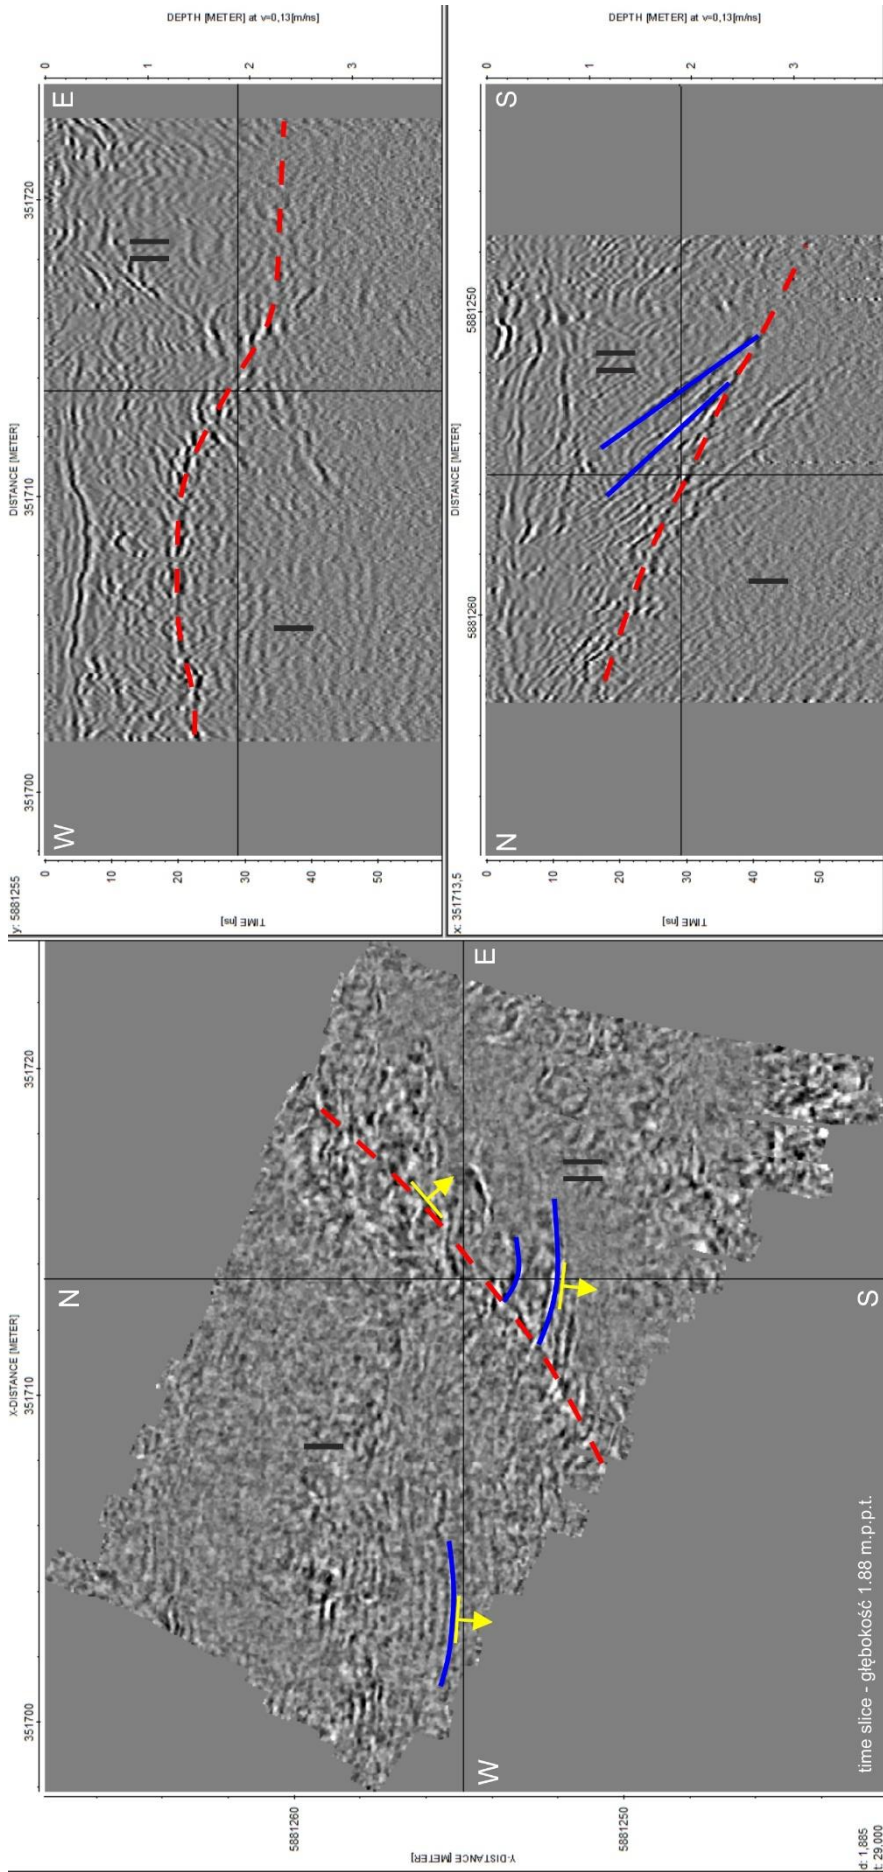 X-DISTANCE [METER]
351700
351710
351720
Y-DISTANCE [METER]
5881260
5881250
N
W
E
S
I
II
time slice - głębokość 1.88 m.p.p.t.
d: 1,885
t: 29,000
y: 5881255
DISTANCE [METER]
351700
351710
351720
TIME [ns]
0
10
20
30
40
50
DEPTH [METER] at v=0,13[m/ns]
0
1
2
3
W
E
I
II
x: 351713,5
DISTANCE [METER]
5881260
5881250
TIME [ns]
0
10
20
30
40
50
DEPTH [METER] at v=0,13[m/ns]
0
1
2
3
N
S
I
II